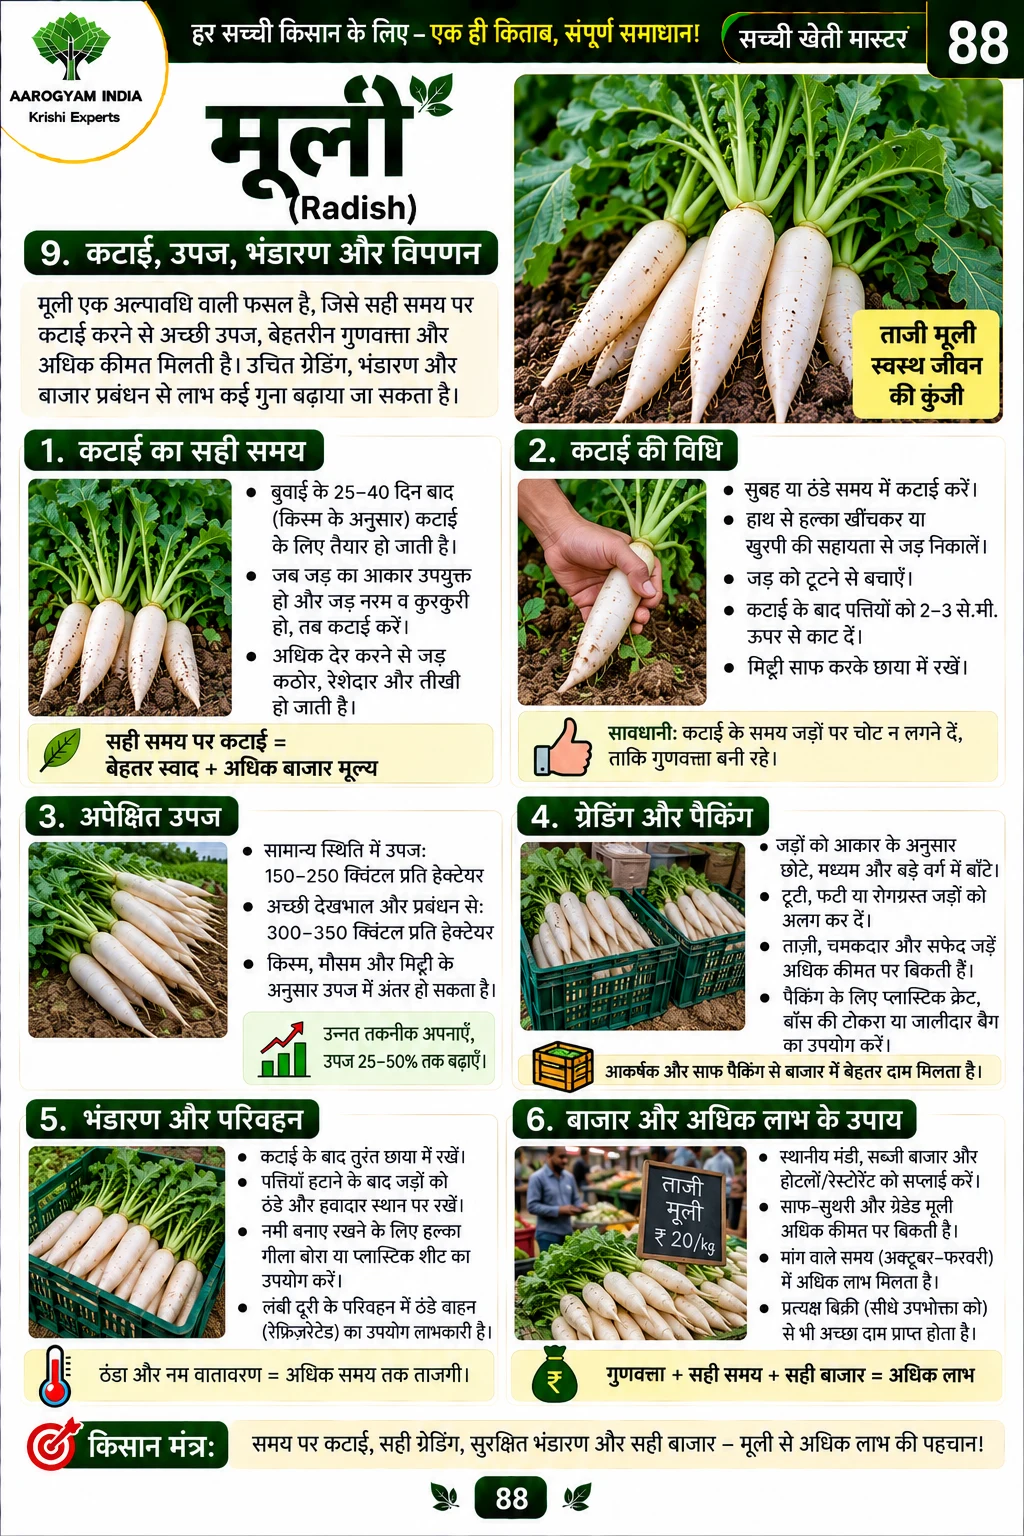 हर सच्ची किसान के लिए – एक ही किताब, संपूर्ण समाधान!
सच्ची खेती मास्टर
88
AAROGYAM INDIA
Krishi Experts
मूली
(Radish)
9. कटाई, उपज, भंडारण और विपणन
मूली एक अल्पावधि वाली फसल है, जिसे सही समय पर
कटाई करने से अच्छी उपज, बेहतरीन गुणवत्ता और
अधिक कीमत मिलती है। उचित ग्रेडिंग, भंडारण और
बाजार प्रबंधन से लाभ कई गुना बढ़ाया जा सकता है।
ताजी मूली
स्वस्थ जीवन
की कुंजी
1. कटाई का सही समय
• बुवाई के 25–40 दिन बाद
(किस्म के अनुसार) कटाई
के लिए तैयार हो जाती है।
• जब जड़ का आकार उपयुक्त
हो और जड़ नरम व कुरकुरी
हो, तब कटाई करें।
• अधिक देर करने से जड़
कठोर, रेशेदार और तीखी
हो जाती है।
सही समय पर कटाई =
बेहतर स्वाद + अधिक बाजार मूल्य
2. कटाई की विधि
• सुबह या ठंडे समय में कटाई करें।
• हाथ से हल्का खींचकर या
खुरपी की सहायता से जड़ निकालें।
• जड़ को टूटने से बचाएँ।
• कटाई के बाद पत्तियों को 2–3 से.मी.
ऊपर से काट दें।
• मिट्टी साफ करके छाया में रखें।
सावधानी: कटाई के समय जड़ों पर चोट न लगने दें,
ताकि गुणवत्ता बनी रहे।
3. अपेक्षित उपज
• सामान्य स्थिति में उपज:
150–250 क्विंटल प्रति हेक्टेयर
• अच्छी देखभाल और प्रबंधन से:
300–350 क्विंटल प्रति हेक्टेयर
• किस्म, मौसम और मिट्टी के
अनुसार उपज में अंतर हो सकता है।
उन्नत तकनीक अपनाएँ,
उपज 25–50% तक बढ़ाएँ।
4. ग्रेडिंग और पैकिंग
• जड़ों को आकार के अनुसार
छोटे, मध्यम और बड़े वर्ग में बाँटे।
• टूटी, फटी या रोगग्रस्त जड़ों को
अलग कर दें।
• ताज़ी, चमकदार और सफेद जड़ें
अधिक कीमत पर बिकती हैं।
• पैकिंग के लिए प्लास्टिक क्रेट,
बाँस की टोकरा या जालीदार बैग
का उपयोग करें।
आकर्षक और साफ पैकिंग से बाजार में बेहतर दाम मिलता है।
5. भंडारण और परिवहन
• कटाई के बाद तुरंत छाया में रखें।
• पत्तियाँ हटाने के बाद जड़ों को
ठंडे और हवादार स्थान पर रखें।
• नमी बनाए रखने के लिए हल्का
गीला बोरा या प्लास्टिक शीट का
उपयोग करें।
• लंबी दूरी के परिवहन में ठंडे बाहन
(रेफ्रिज़रेटेड) का उपयोग लाभकारी है।
ठंडा और नम वातावरण = अधिक समय तक ताजगी।
6. बाजार और अधिक लाभ के उपाय
ताजी
मूली
₹ 20/kg
• स्थानीय मंडी, सब्जी बाजार और
होटलों/रेस्टोरेंट को सप्लाई करें।
• साफ-सुथरी और ग्रेडेड मूली
अधिक कीमत पर बिकती है।
• मांग वाले समय (अक्टूबर–फरवरी)
में अधिक लाभ मिलता है।
• प्रत्यक्ष बिक्री (सीधे उपभोक्ता को)
से भी अच्छा दाम प्राप्त होता है।
गुणवत्ता + सही समय + सही बाजार = अधिक लाभ
किसान मंत्र:
समय पर कटाई, सही ग्रेडिंग, सुरक्षित भंडारण और सही बाजार – मूली से अधिक लाभ की पहचान!
88